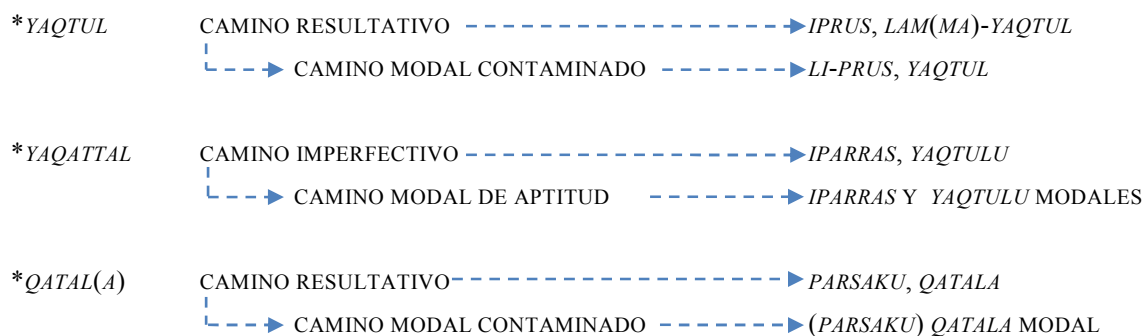 *YAQTUL CAMINO RESULTATIVO IPRUS, LAM(MA)-YAQTUL
CAMINO MODAL CONTAMINADO LI-PRUS, YAQTUL
*YAQATTAL CAMINO IMPERFECTIVO IPARRAS, YAQTULU
CAMINO MODAL DE APTITUD IPARRAS Y YAQTULU MODALES
*QATAL(A) CAMINO RESULTATIVO PARSAKU, QATALA
CAMINO MODAL CONTAMINADO (PARSAKU) QATALA MODAL